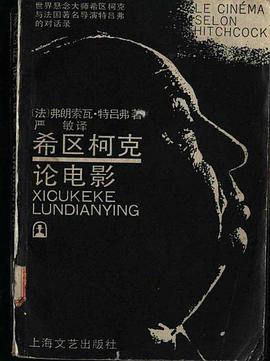 世界悬念大师希区柯克
与法国著名导演特吕弗
的对话录
LE CINÉMA
SELON
HITCHCOCK
[法]弗朗索瓦·特吕弗 著
严 敏译
希区柯克
论电影
XICUKEKE
LUNDIANYING
上海文艺出版社